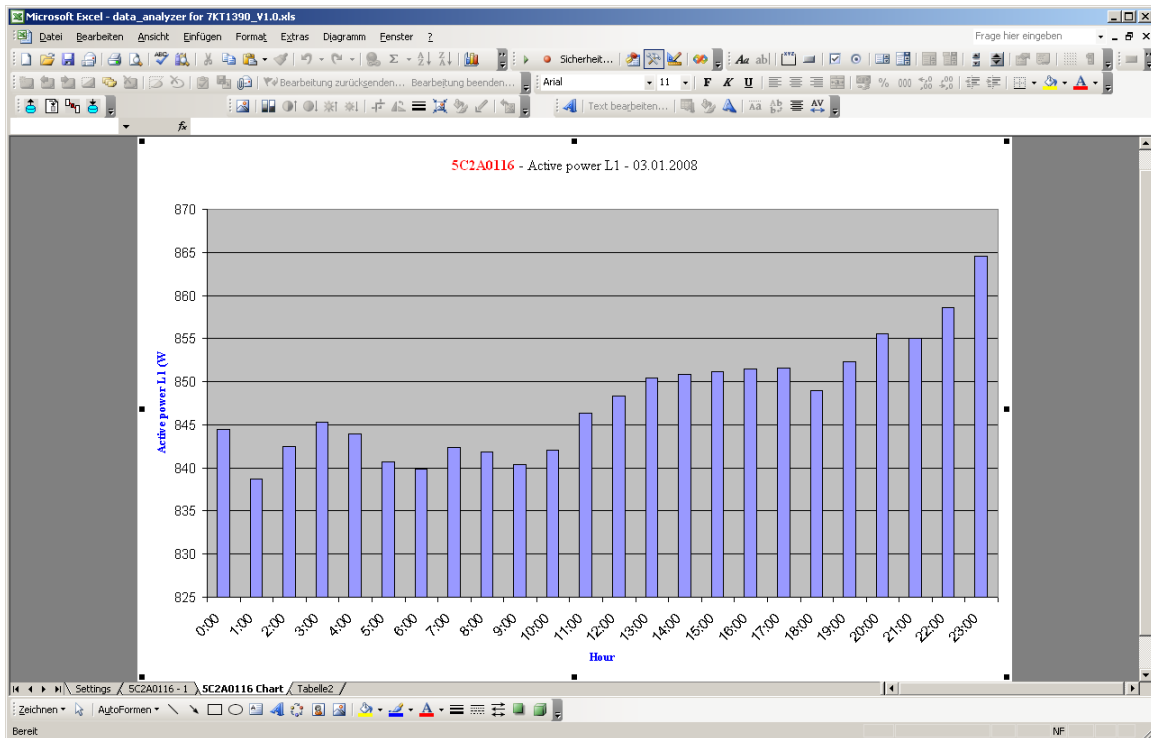 Microsoft Excel - data_analyzer for 7KT1390_V1.0.xls
Datei Bearbeiten Ansicht Einfügen Format Extras Diagramm Fenster ? Frage hier eingeben
Sicherheit...
Bearbeitung zurücksenden... Bearbeitung beenden... Arial 11 F K U % 000
Text bearbeiten...
fx
5C2A0116 - Active power L1 - 03.01.2008
Active power L1 (W
870
865
860
855
850
845
840
835
830
825
0:00 1:00 2:00 3:00 4:00 5:00 6:00 7:00 8:00 9:00 10:00 11:00 12:00 13:00 14:00 15:00 16:00 17:00 18:00 19:00 20:00 21:00 22:00 23:00
Hour
Settings 5C2A0116 - 1 5C2A0116 Chart Tabelle2
Zeichnen AutoFormen
Bereit NF